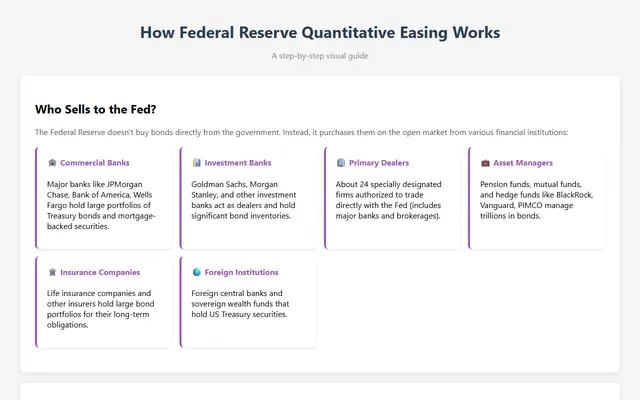 How Federal Reserve Quantitative Easing Works
A step-by-step visual guide
Who Sells to the Fed?
The Federal Reserve doesn't buy bonds directly from the government. Instead, it purchases them on the open market from various financial institutions:
Commercial Banks
Major banks like JPMorgan
Chase, Bank of America, Wells
Fargo hold large portfolios of
Treasury bonds and mortgage-
backed securities.
Investment Banks
Goldman Sachs, Morgan
Stanley, and other investment
banks act as dealers and hold
significant bond inventories.
Primary Dealers
About 24 specially designated
firms authorized to trade
directly with the Fed (includes
major banks and brokerages).
Asset Managers
Pension funds, mutual funds,
and hedge funds like BlackRock,
Vanguard, PIMCO manage
trillions in bonds.
Insurance Companies
Life insurance companies and
other insurers hold large bond
portfolios for their long-term
obligations.
Foreign Institutions
Foreign central banks and
sovereign wealth funds that
hold US Treasury securities.